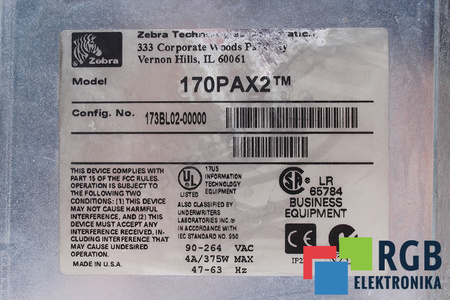 Zebra Technologies
333 Corporate Woods
Vernon Hills, IL 60061
Zebra
Model 170PAX2™
Config. No. 173BL02-00000
THIS DEVICE COMPLIES WITH
PART 15 OF THE FCC RULES.
OPERATION IS SUBJECT TO
THE FOLLOWING TWO
CONDITIONS: (1) THIS DEVICE
MAY NOT CAUSE HARMFUL
INTERFERENCE, AND (2) THIS
DEVICE MUST ACCEPT ANY
INTERFERENCE RECEIVED, IN-
CLUDING INTERFERENCE THAT
MAY CAUSE UNDESIRED
OPERATION.
MADE IN U.S.A.
UL
LISTED
17U5
INFORMATION
TECHNOLOGY
EQUIPMENT
ALSO CLASSIFIED BY
UNDERWRITERS
LABORATORIES INC.®
IN ACCORDANCE WITH
IEC STANDARD NO. 950
90-264 VAC
4A/375W MAX
47-63 Hz
LR
65784
BUSINESS
EQUIPMENT
CE
RGB
ELEKTRONIKA